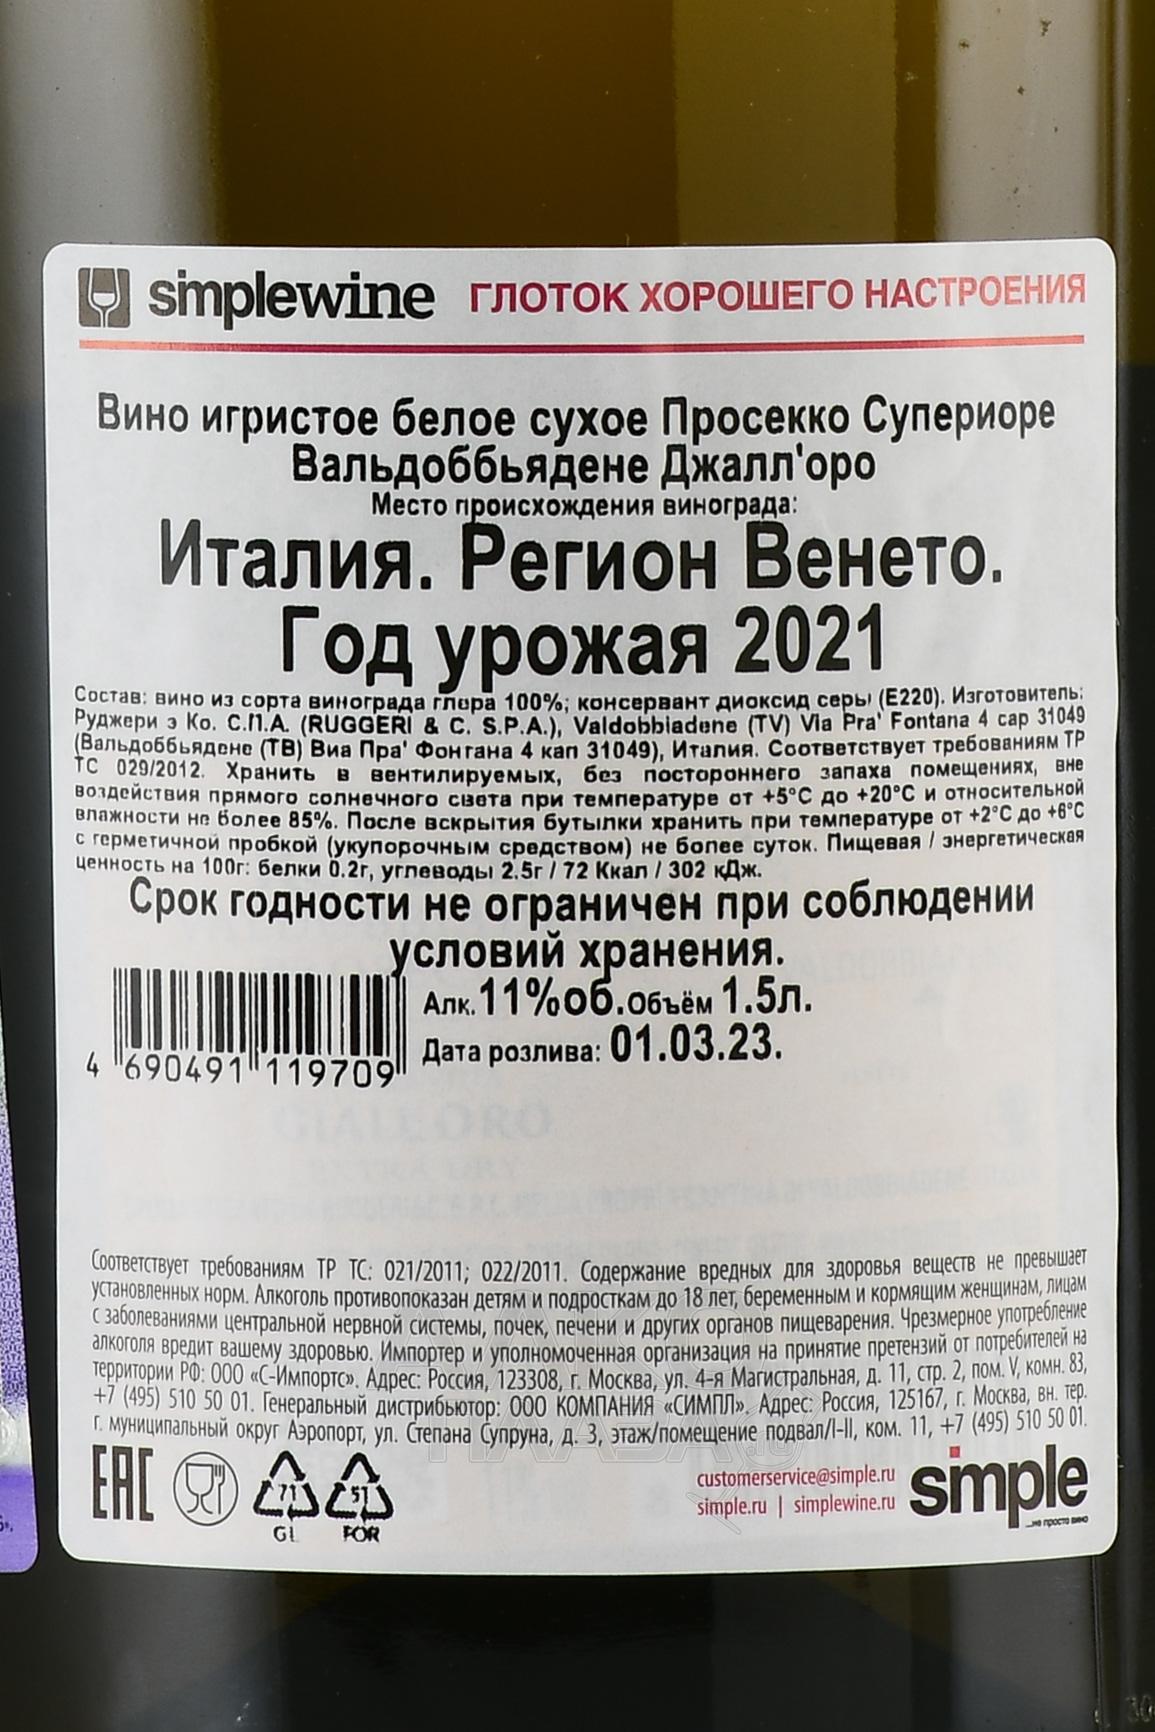 simplewine ГЛОТОК ХОРОШЕГО НАСТРОЕНИЯ
Вино игристое белое сухое Просекко Супериоре
Вальдоббьядене Джалл'оро
Место происхождения винограда:
Италия. Регион Венето.
Год урожая 2021
Состав: вино из сорта винограда глера 100%; консервант диоксид серы (Е220). Изготовитель:
Руджери э Ко. С.П.А. (RUGGERI & C. S.P.A.), Valdobbiadene (TV) Via Pra' Fontana 4 cap 31049
(Вальдоббьядене (ТВ) Виа Пра' Фонтана 4 кап 31049), Италия. Соответствует требованиям ТР
ТС 029/2012. Хранить в вентилируемых, без постороннего запаха помещениях, вне
воздействия прямого солнечного света при температуре от +5°С до +20°С и относительной
влажности не более 85%. После вскрытия бутылки хранить при температуре от +2°С до +6°С
с герметичной пробкой (укупорочным средством) не более суток. Пищевая / энергетическая
ценность на 100г: белки 0.2г, углеводы 2.5г / 72 Ккал / 302 кДж.
Срок годности не ограничен при соблюдении
условий хранения.
Алк. 11%об. Объём 1.5л.
Дата розлива: 01.03.23.
4 690491 119709
Соответствует требованиям ТР ТС: 021/2011; 022/2011. Содержание вредных для здоровья веществ не превышает
установленных норм. Алкоголь противопоказан детям и подросткам до 18 лет, беременным и кормящим женщинам, лицам
с заболеваниями центральной нервной системы, почек, печени и других органов пищеварения. Чрезмерное употребление
алкоголя вредит вашему здоровью. Импортер и уполномоченная организация на принятие претензий от потребителей на
территории РФ: ООО «С-Импортс». Адрес: Россия, 123308, г. Москва, ул. 4-я Магистральная, д. 11, стр. 2, пом. V, комн. 83,
+7 (495) 510 50 01. Генеральный дистрибьютор: ООО КОМПАНИЯ «СИМПЛ». Адрес: Россия, 125167, г. Москва, вн. тер.
г. муниципальный округ Аэропорт, ул. Степана Супруна, д. 3, этаж/помещение подвал/I-II, ком. 11, +7 (495) 510 50 01.
EAC
71
GL
51
FOR
customerservice@simple.ru
simple.ru | simplewine.ru
simple
...не просто вино